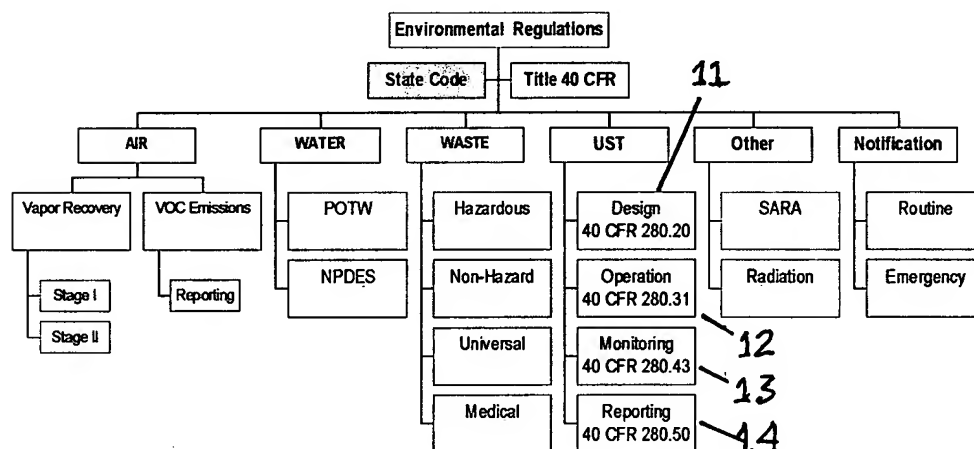 Environmental Regulations
State Code
Title 40 CFR
11
AIR
WATER
WASTE
UST
Other
Notification
Vapor Recovery
VOC Emissions
POTW
Hazardous
Design
40 CFR 280.20
SARA
Routine
Stage I
Reporting
NPDES
Non-Hazard
Operation
40 CFR 280.31
Radiation
Emergency
Stage II
12
Universal
Monitoring
40 CFR 280.43
13
Medical
Reporting
40 CFR 280.50
14